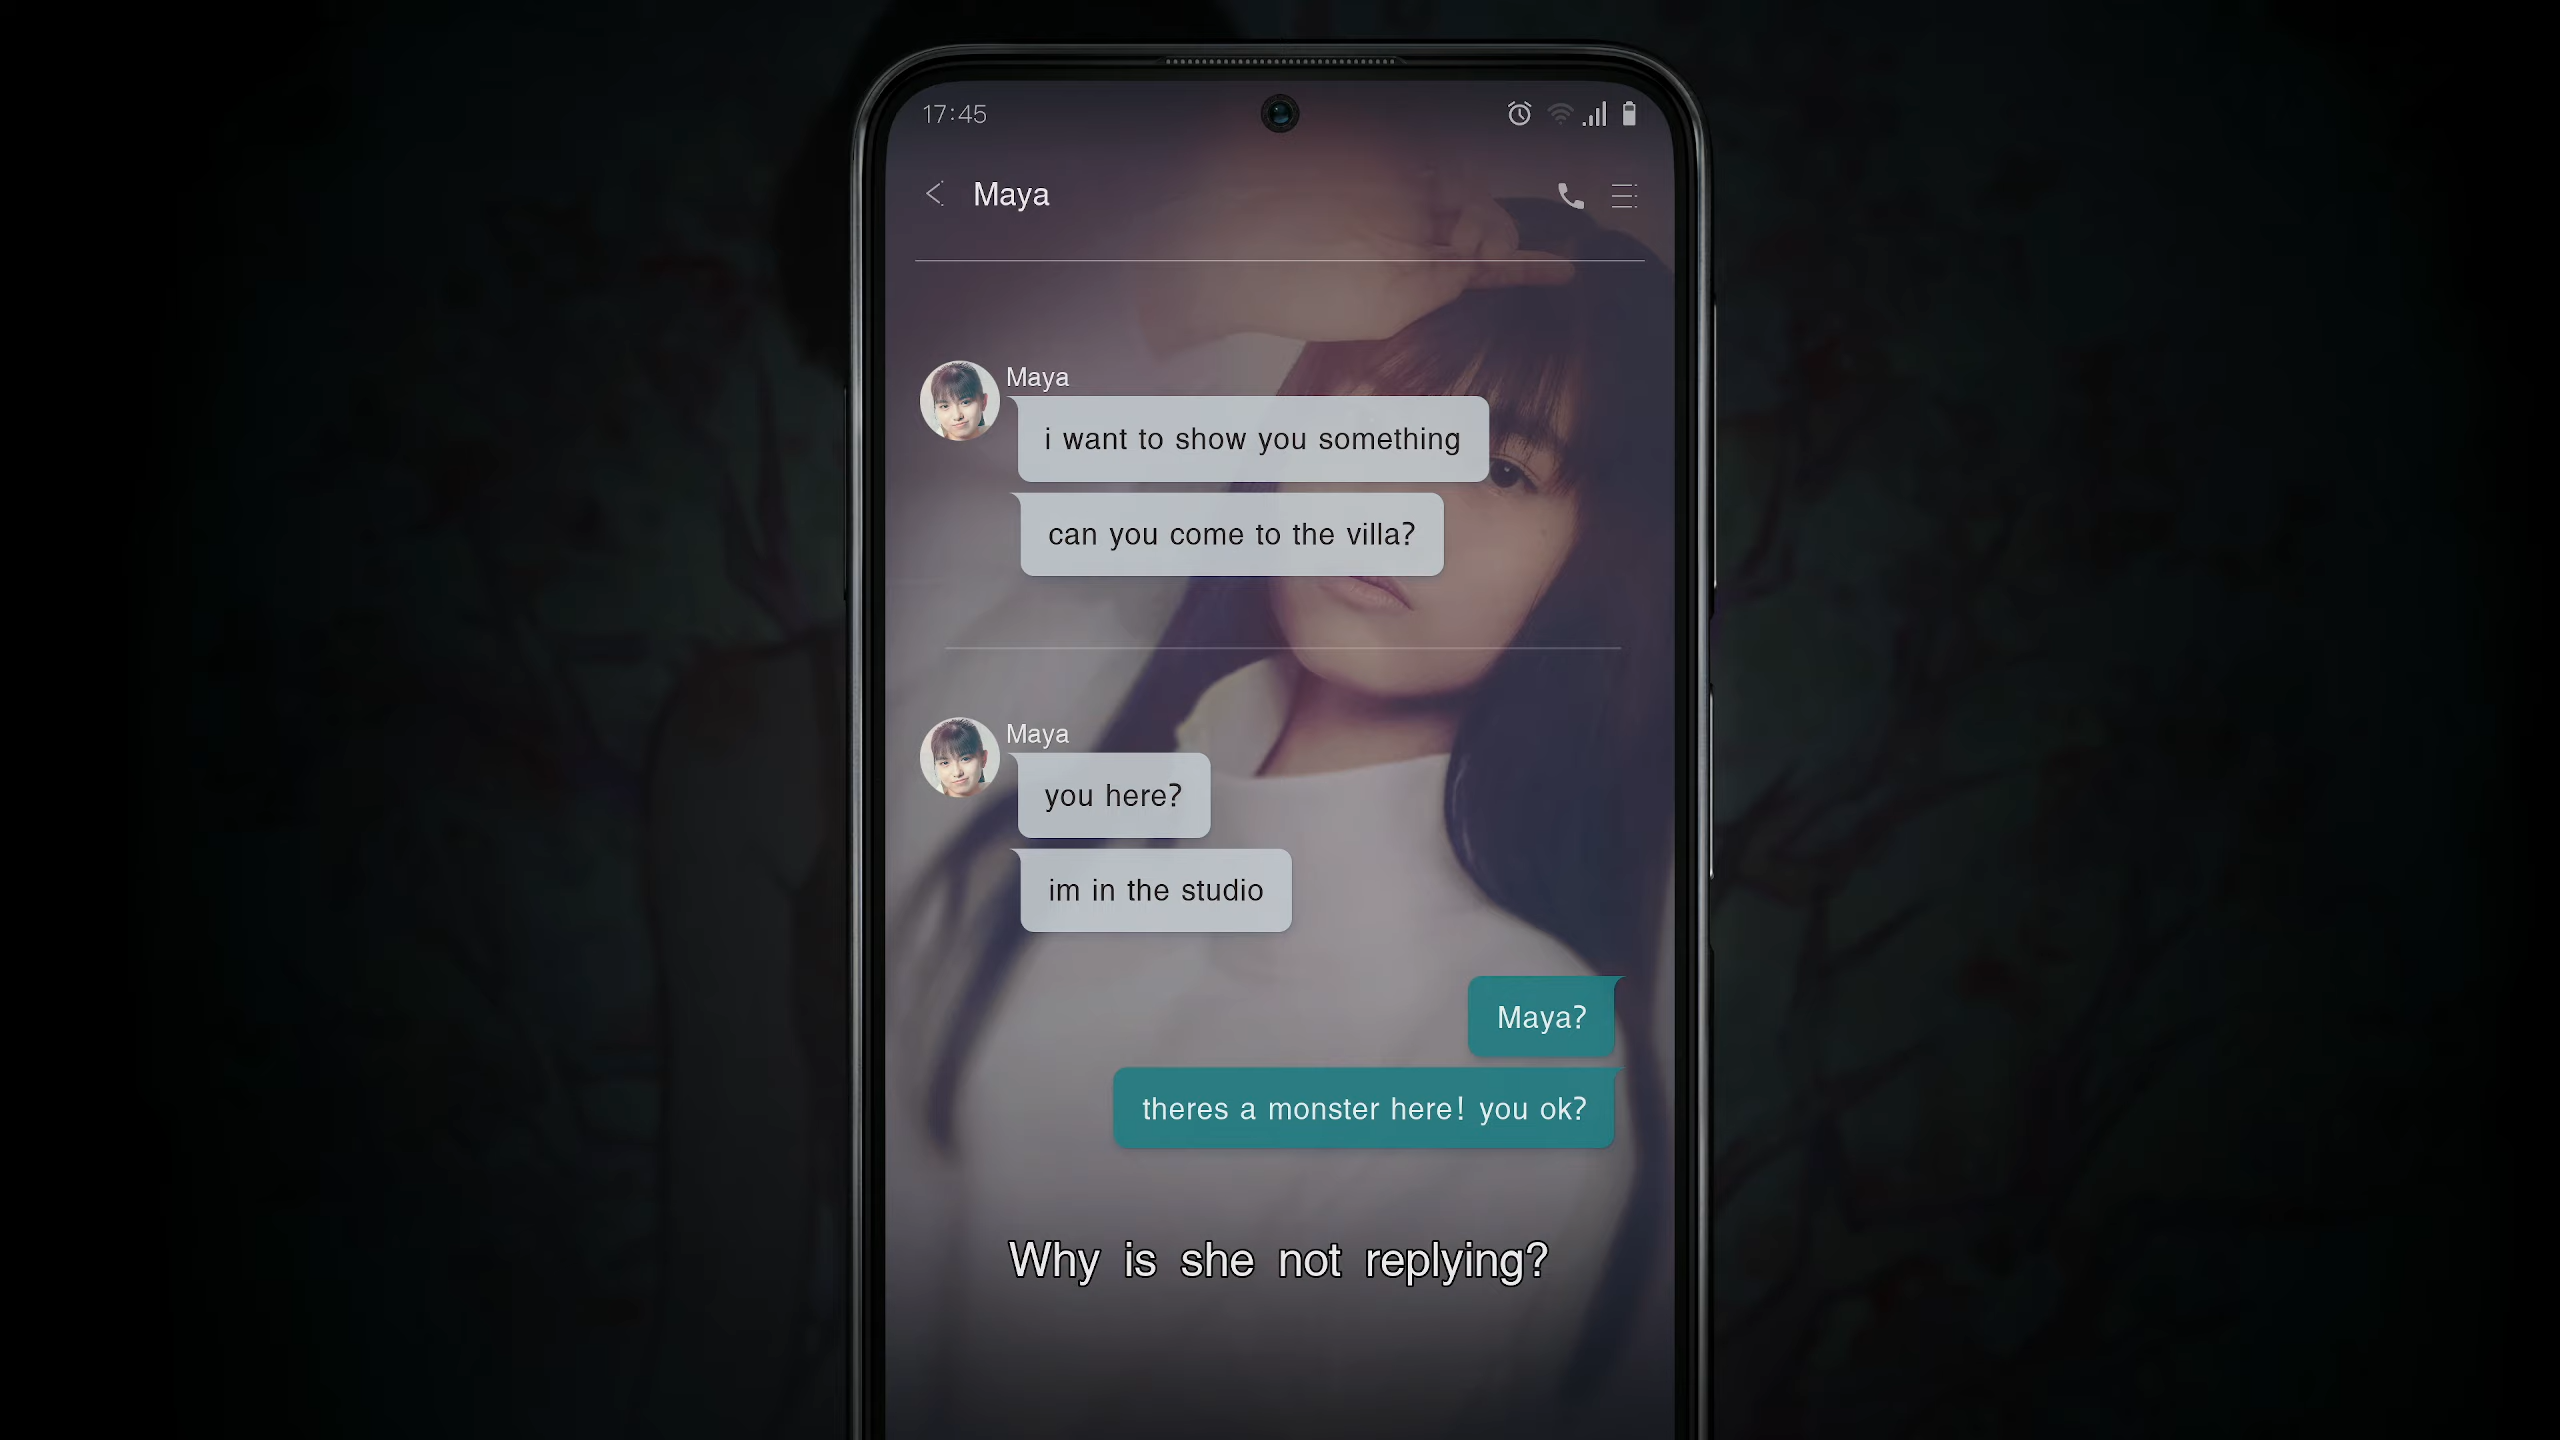 17:45
Maya
Maya
i want to show you something
can you come to the villa?
Maya
you here?
im in the studio
Maya?
theres a monster here! you ok?
Why is she not replying?